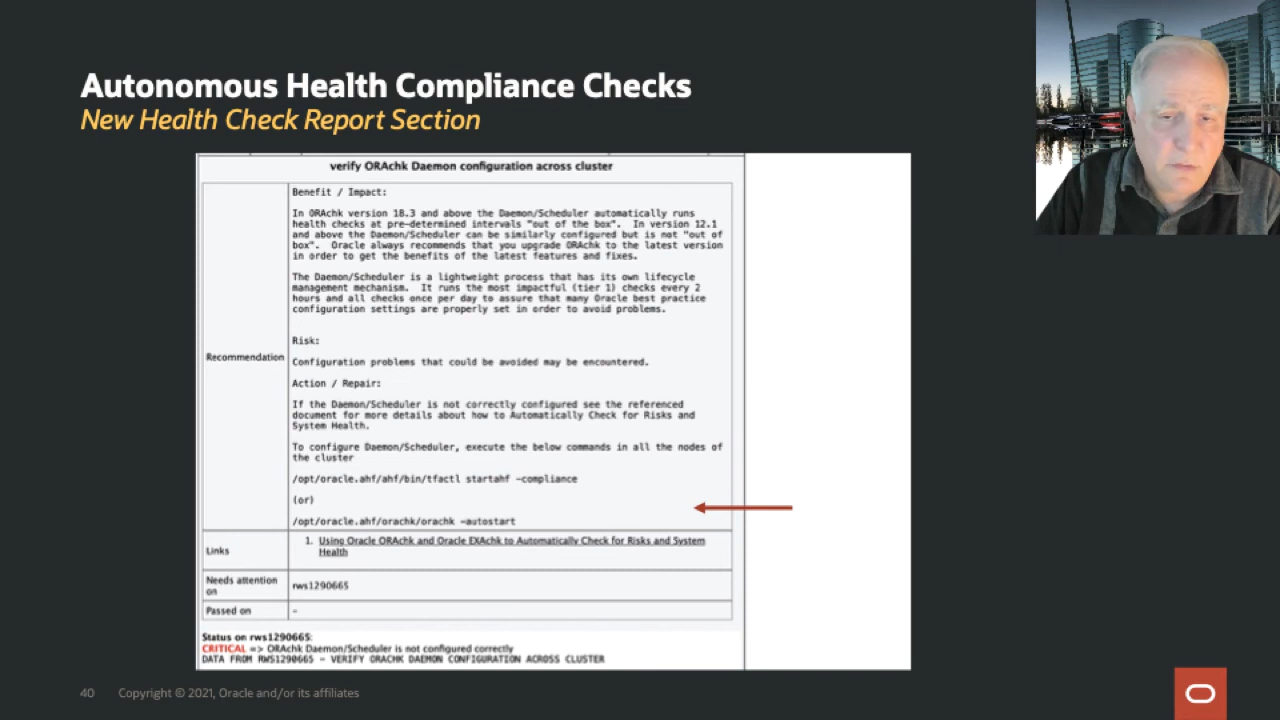 Autonomous Health Compliance Checks
New Health Check Report Section
verify ORAchk Daemon configuration across cluster
Recommendation
Benefit / Impact:
In ORAchk version 18.3 and above the Daemon/Scheduler automatically runs
health checks at pre-determined intervals "out of the box". In version 12.1
and above the Daemon/Scheduler can be similarly configured but is not "out of
box". Oracle always recommends that you upgrade ORAchk to the latest version
in order to get the benefits of the latest features and fixes.
The Daemon/Scheduler is a lightweight process that has its own lifecycle
management mechanism. It runs the most impactful (tier 1) checks every 2
hours and all checks once per day to assure that many Oracle best practice
configuration settings are properly set in order to avoid problems.
Risk:
Configuration problems that could be avoided may be encountered.
Action / Repair:
If the Daemon/Scheduler is not correctly configured see the referenced
document for more details about how to Automatically Check for Risks and
System Health.
To configure Daemon/Scheduler, execute the below commands in all the nodes of
the cluster
/opt/oracle.ahf/ahf/bin/tfactl startahf -compliance
(or)
/opt/oracle.ahf/orachk/orachk -autostart
Links
1. Using Oracle ORAchk and Oracle EXAchk to Automatically Check for Risks and System
Health
Needs attention
on
rws1290665
Passed on
-
Status on rws1290665:
CRITICAL => ORAchk Daemon/Scheduler is not configured correctly
DATA FROM RWS1290665 - VERIFY ORACHK DAEMON CONFIGURATION ACROSS CLUSTER
40 Copyright © 2021, Oracle and/or its affiliates